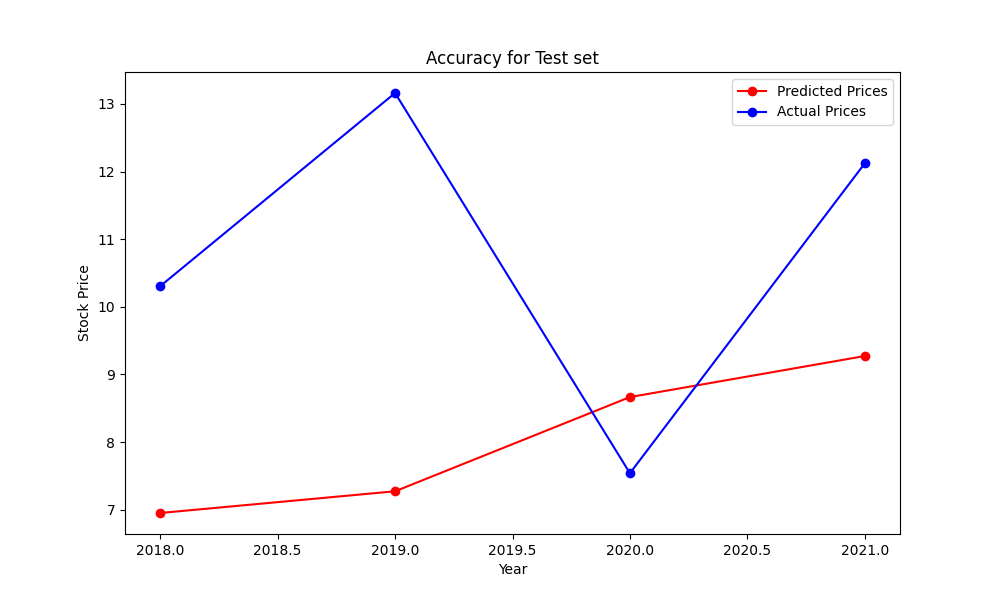 Accuracy for Test set
Predicted Prices
Actual Prices
13
12
11
10
9
8
7
Stock Price
2018.0 2018.5 2019.0 2019.5 2020.0 2020.5 2021.0
Year